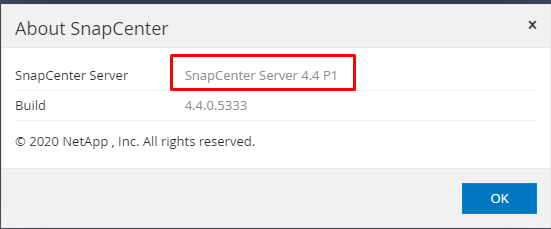 About SnapCenter ×
SnapCenter Server SnapCenter Server 4.4 P1
Build 4.4.0.5333
© 2020 NetApp , Inc. All rights reserved.
OK